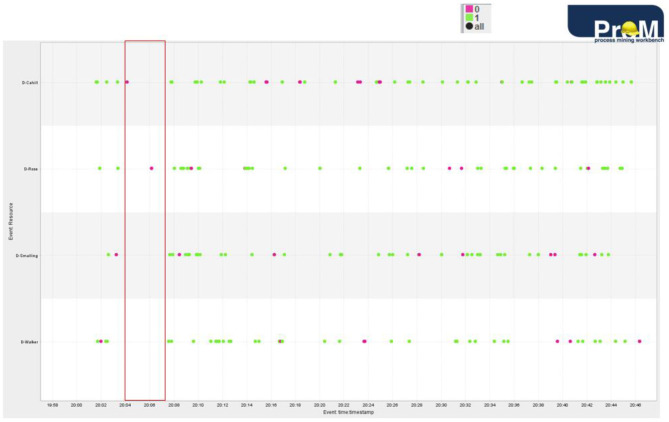 0
1
all
ProM
process mining workbench
Event Resource
D-Cahill
D-Rose
D-Smalling
D-Walker
19:58 20:00 20:02 20:04 20:06 20:08 20:10 20:12 20:14 20:16 20:18 20:20 20:22 20:24 20:26 20:28 20:30 20:32 20:34 20:36 20:38 20:40 20:42 20:44 20:46
Event time:timestamp